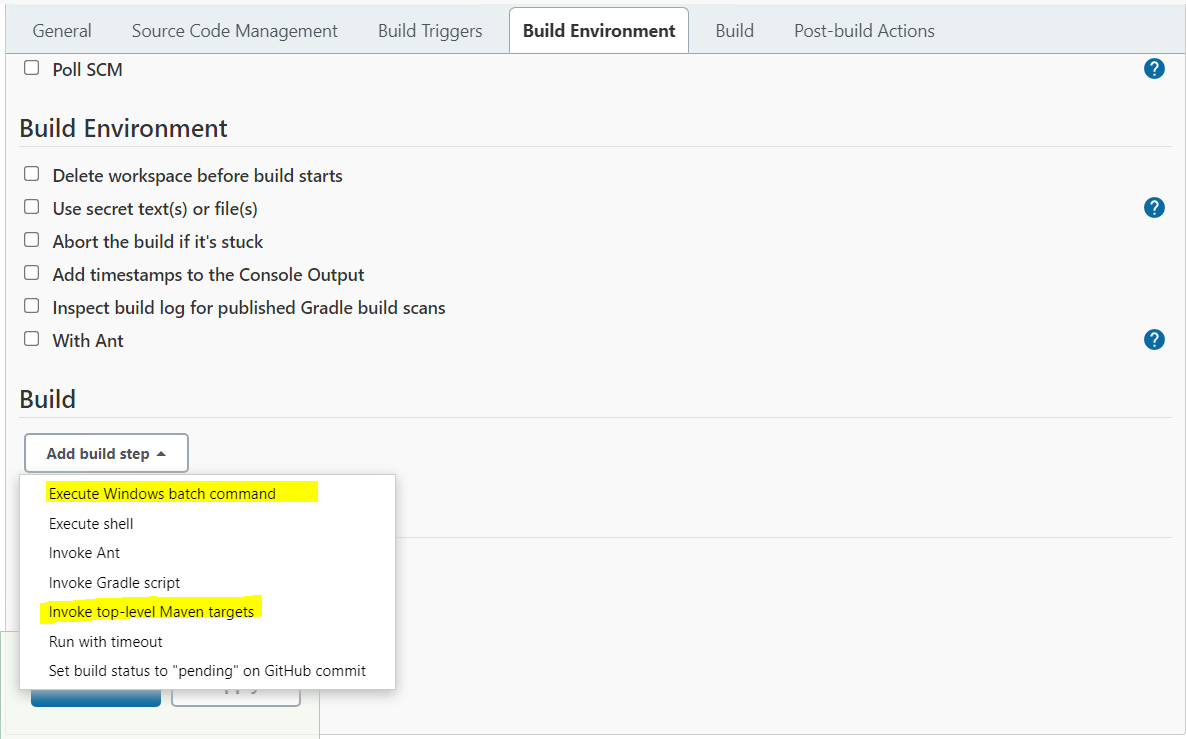 General Source Code Management Build Triggers Build Environment Build Post-build Actions
Poll SCM ?
Build Environment
Delete workspace before build starts
Use secret text(s) or file(s) ?
Abort the build if it's stuck
Add timestamps to the Console Output
Inspect build log for published Gradle build scans
With Ant ?
Build
Add build step
Execute Windows batch command
Execute shell
Invoke Ant
Invoke Gradle script
Invoke top-level Maven targets
Run with timeout
Set build status to "pending" on GitHub commit